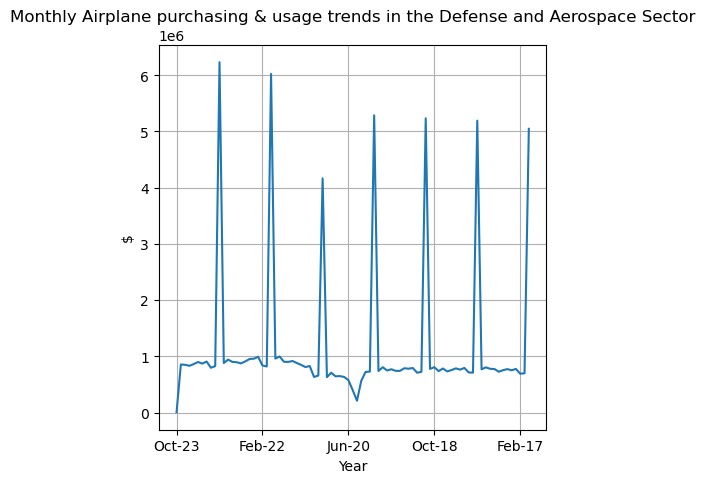 Monthly Airplane purchasing & usage trends in the Defense and Aerospace Sector
1e6
6
5
4
3
2
1
0
$
Oct-23 Feb-22 Jun-20 Oct-18 Feb-17
Year